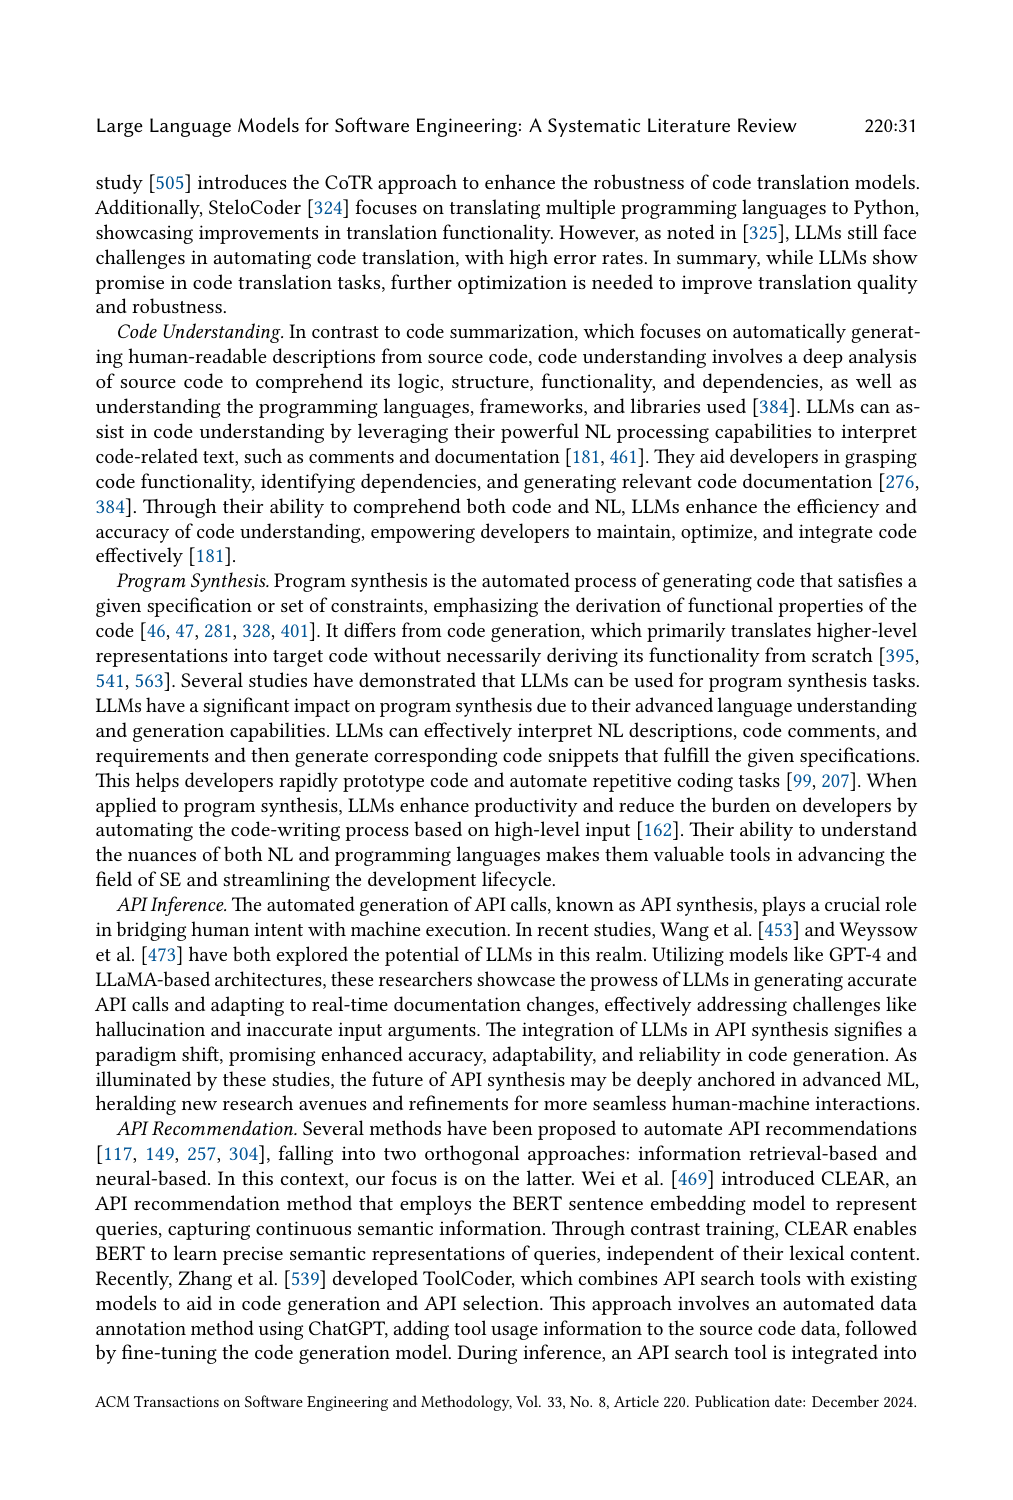 Large Language Models for Software Engineering: A Systematic Literature Review 220:31
study [505] introduces the CoTR approach to enhance the robustness of code translation models.
Additionally, SteloCoder [324] focuses on translating multiple programming languages to Python,
showcasing improvements in translation functionality. However, as noted in [325], LLMs still face
challenges in automating code translation, with high error rates. In summary, while LLMs show
promise in code translation tasks, further optimization is needed to improve translation quality
and robustness.
Code Understanding. In contrast to code summarization, which focuses on automatically generat-
ing human-readable descriptions from source code, code understanding involves a deep analysis
of source code to comprehend its logic, structure, functionality, and dependencies, as well as
understanding the programming languages, frameworks, and libraries used [384]. LLMs can as-
sist in code understanding by leveraging their powerful NL processing capabilities to interpret
code-related text, such as comments and documentation [181, 461]. They aid developers in grasping
code functionality, identifying dependencies, and generating relevant code documentation [276,
384]. Through their ability to comprehend both code and NL, LLMs enhance the efficiency and
accuracy of code understanding, empowering developers to maintain, optimize, and integrate code
effectively [181].
Program Synthesis. Program synthesis is the automated process of generating code that satisfies a
given specification or set of constraints, emphasizing the derivation of functional properties of the
code [46, 47, 281, 328, 401]. It differs from code generation, which primarily translates higher-level
representations into target code without necessarily deriving its functionality from scratch [395,
541, 563]. Several studies have demonstrated that LLMs can be used for program synthesis tasks.
LLMs have a significant impact on program synthesis due to their advanced language understanding
and generation capabilities. LLMs can effectively interpret NL descriptions, code comments, and
requirements and then generate corresponding code snippets that fulfill the given specifications.
This helps developers rapidly prototype code and automate repetitive coding tasks [99, 207]. When
applied to program synthesis, LLMs enhance productivity and reduce the burden on developers by
automating the code-writing process based on high-level input [162]. Their ability to understand
the nuances of both NL and programming languages makes them valuable tools in advancing the
field of SE and streamlining the development lifecycle.
API Inference. The automated generation of API calls, known as API synthesis, plays a crucial role
in bridging human intent with machine execution. In recent studies, Wang et al. [453] and Weyssow
et al. [473] have both explored the potential of LLMs in this realm. Utilizing models like GPT-4 and
LLaMA-based architectures, these researchers showcase the prowess of LLMs in generating accurate
API calls and adapting to real-time documentation changes, effectively addressing challenges like
hallucination and inaccurate input arguments. The integration of LLMs in API synthesis signifies a
paradigm shift, promising enhanced accuracy, adaptability, and reliability in code generation. As
illuminated by these studies, the future of API synthesis may be deeply anchored in advanced ML,
heralding new research avenues and refinements for more seamless human-machine interactions.
API Recommendation. Several methods have been proposed to automate API recommendations
[117, 149, 257, 304], falling into two orthogonal approaches: information retrieval-based and
neural-based. In this context, our focus is on the latter. Wei et al. [469] introduced CLEAR, an
API recommendation method that employs the BERT sentence embedding model to represent
queries, capturing continuous semantic information. Through contrast training, CLEAR enables
BERT to learn precise semantic representations of queries, independent of their lexical content.
Recently, Zhang et al. [539] developed ToolCoder, which combines API search tools with existing
models to aid in code generation and API selection. This approach involves an automated data
annotation method using ChatGPT, adding tool usage information to the source code data, followed
by fine-tuning the code generation model. During inference, an API search tool is integrated into
ACM Transactions on Software Engineering and Methodology, Vol. 33, No. 8, Article 220. Publication date: December 2024.